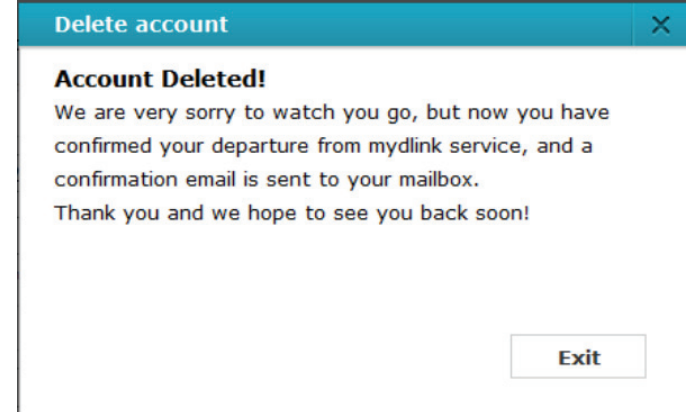 Delete account
Account Deleted!
We are very sorry to watch you go, but now you have
confirmed your departure from mydlink service, and a
confirmation email is sent to your mailbox.
Thank you and we hope to see you back soon!
Exit